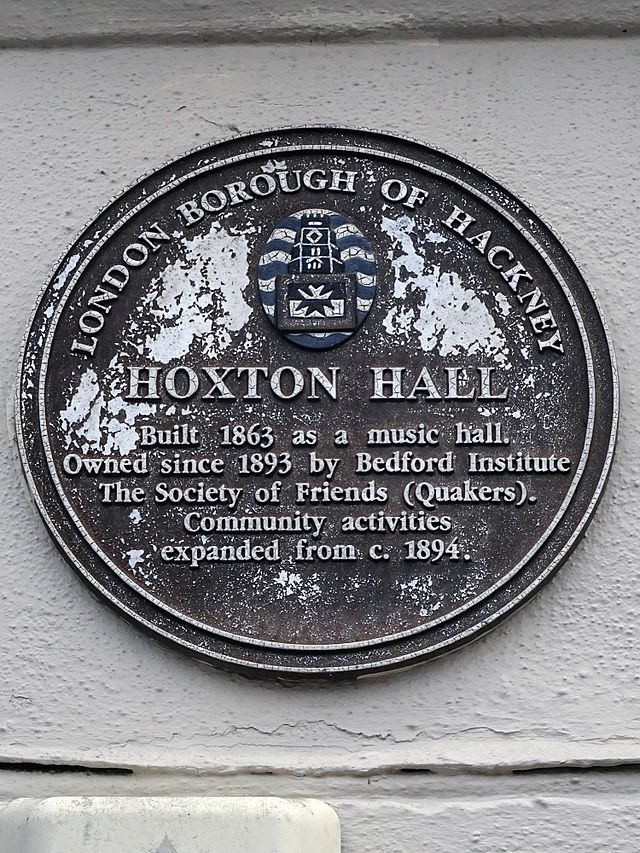 LONDON BOROUGH OF HACKNEY
HOXTON HALL
Built 1863 as a music hall.
Owned since 1893 by Bedford Institute
The Society of Friends (Quakers).
Community activities
expanded from c. 1894.